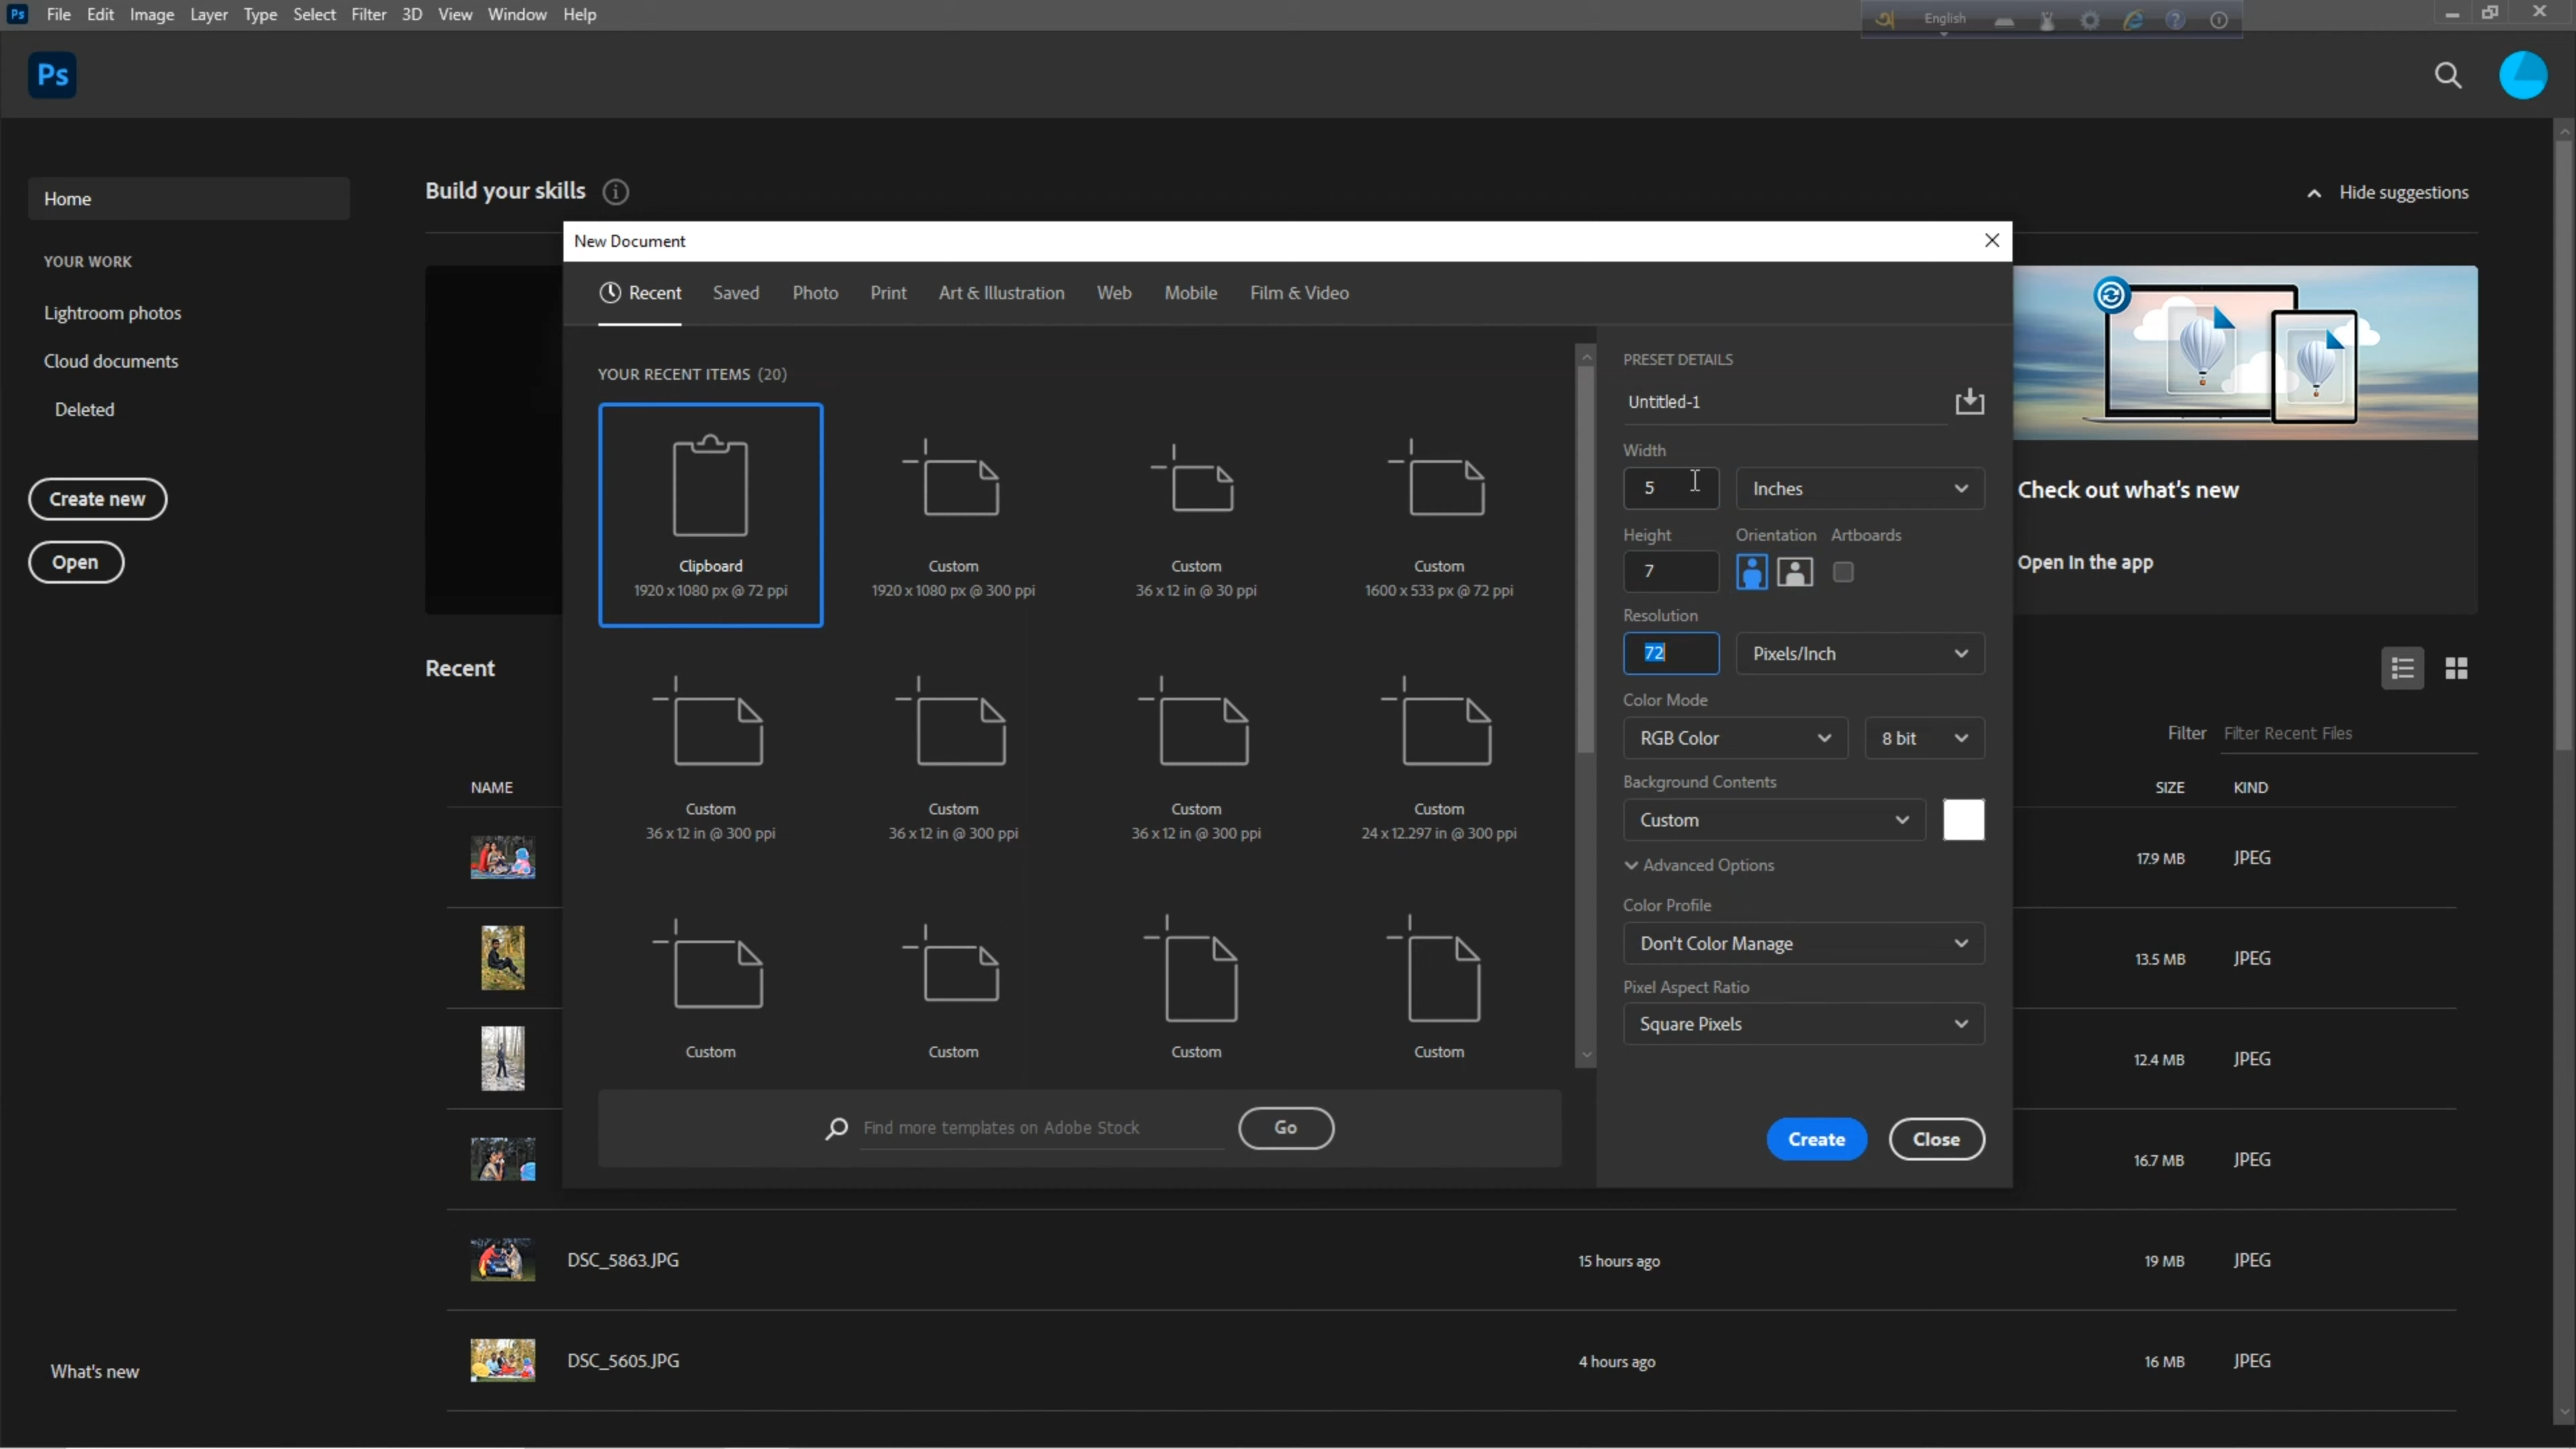 Ps File Edit Image Layer Type Select Filter 3D View Window Help
English
Ps
Home
YOUR WORK
Lightroom photos
Cloud documents
Deleted
Create new
Open
What's new
Build your skills
Hide suggestions
New Document
Recent Saved Photo Print Art & Illustration Web Mobile Film & Video
YOUR RECENT ITEMS (20)
Clipboard
1920 x 1080 px @ 72 ppi
Custom
1920 x 1080 px @ 300 ppi
Custom
36 x 12 in @ 30 ppi
Custom
1600 x 533 px @ 72 ppi
Custom
36 x 12 in @ 300 ppi
Custom
36 x 12 in @ 300 ppi
Custom
36 x 12 in @ 300 ppi
Custom
24 x 12.297 in @ 300 ppi
Custom
Custom
Custom
Custom
Find more templates on Adobe Stock
Go
PRESET DETAILS
Untitled-1
Width
5 Inches
Height Orientation Artboards
7
Resolution
72 Pixels/Inch
Color Mode
RGB Color 8 bit
Background Contents
Custom
Advanced Options
Color Profile
Don't Color Manage
Pixel Aspect Ratio
Square Pixels
Create Close
Check out what's new
Open in the app
Recent
Filter Filter Recent Files
NAME SIZE KIND
17.9 MB JPEG
13.5 MB JPEG
12.4 MB JPEG
16.7 MB JPEG
DSC_5863.JPG 15 hours ago 19 MB JPEG
DSC_5605.JPG 4 hours ago 16 MB JPEG